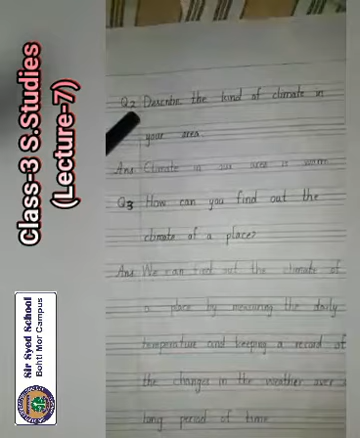 Class-3 S.Studies
(Lecture-7)
Sir Syed School
Bohti Mor Campus
Q2 Describe the kind of climate in
your area.
Ans Climate in our area is warm
Q3 How can you find out the
climate of a place?
Ans We can find out the climate of
a place by measuring the daily
temperature and keeping a record of
the changes in the weather over a
long period of time